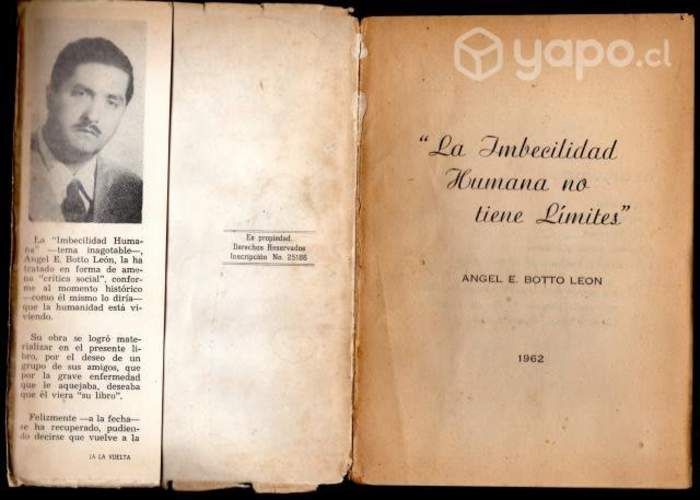 La "Imbecilidad Huma-
na" —tema inagotable—,
Angel E. Botto León, la ha
tratado en forma de ame-
na "crítica social", confor-
me al momento histórico
—como él mismo lo diría—
que la humanidad está vi-
viendo.
Su obra se logró mate-
rializar en el presente li-
bro, por el deseo de un
grupo de sus amigos, que
por la grave enfermedad
que le aquejaba, deseaba
que él viera "su libro".
Felizmente —a la fecha—
se ha recuperado, pudien-
do decirse que vuelve a la
(A LA VUELTA
Es propiedad.
Derechos Reservados
Inscripción No. 25186
yapo.cl
"La Imbecilidad
Humana no
tiene Límites"
ANGEL E. BOTTO LEON
1962